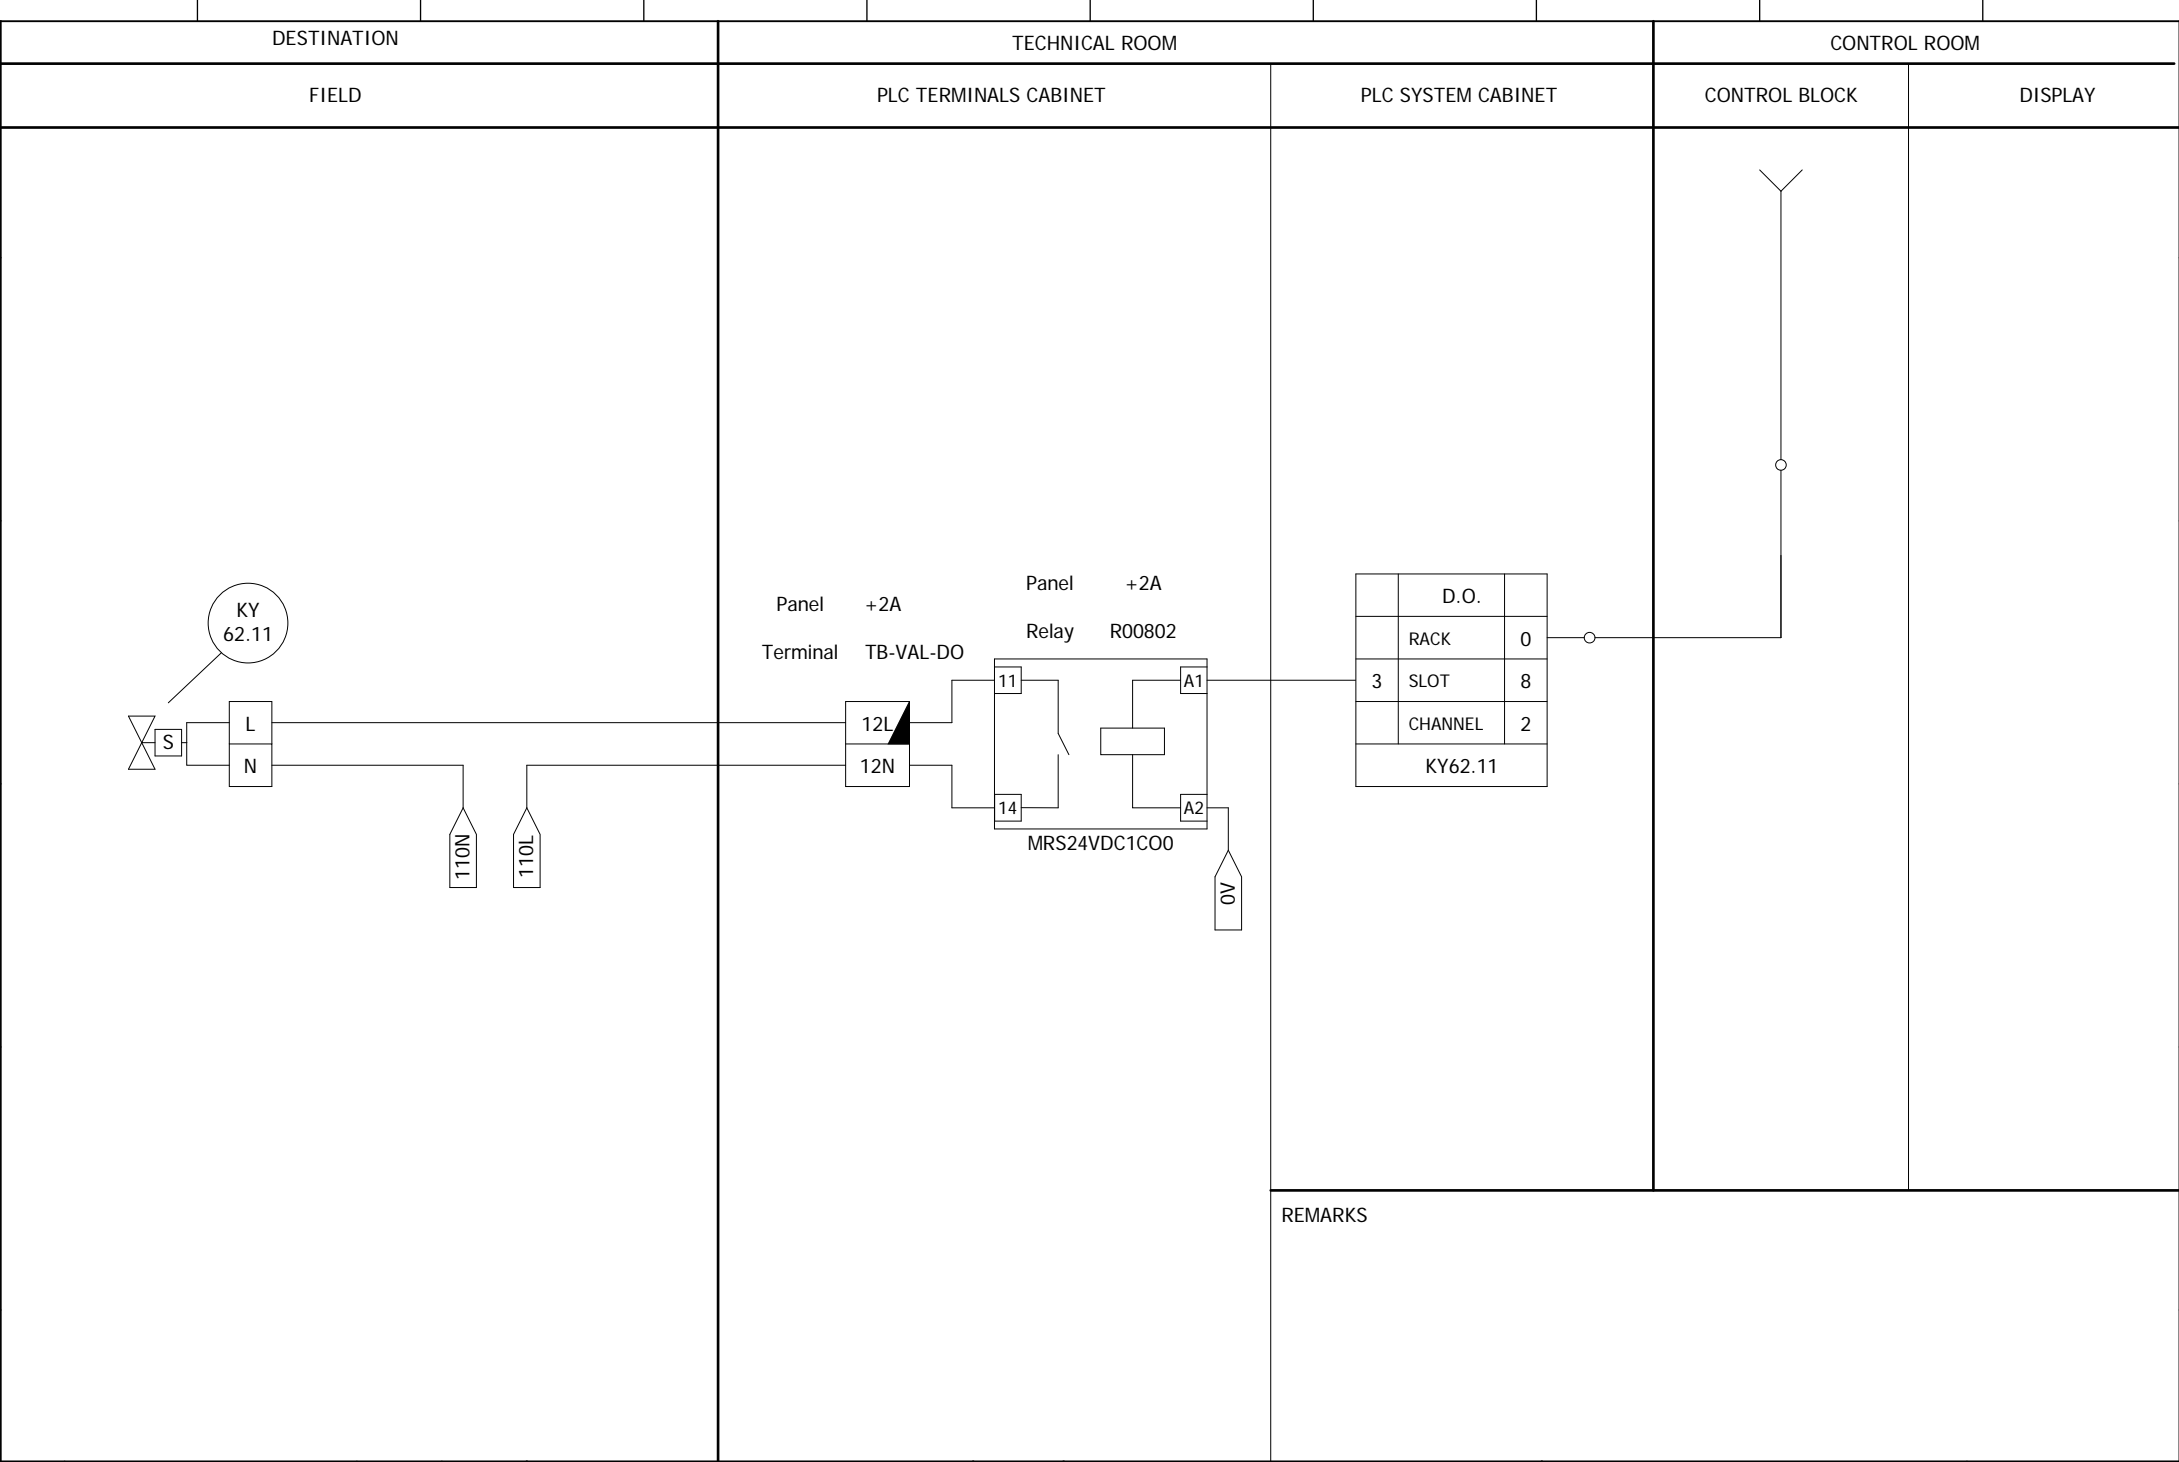 DESTINATION
TECHNICAL ROOM
CONTROL ROOM
FIELD
PLC TERMINALS CABINET
PLC SYSTEM CABINET
CONTROL BLOCK
DISPLAY
KY
62.11
S
L
N
110N
110L
Panel +2A
Terminal TB-VAL-DO
12L
12N
Panel +2A
Relay R00802
11
14
A1
A2
MRS24VDC1CO0
0V
D.O.
RACK 0
3 SLOT 8
CHANNEL 2
KY62.11
REMARKS